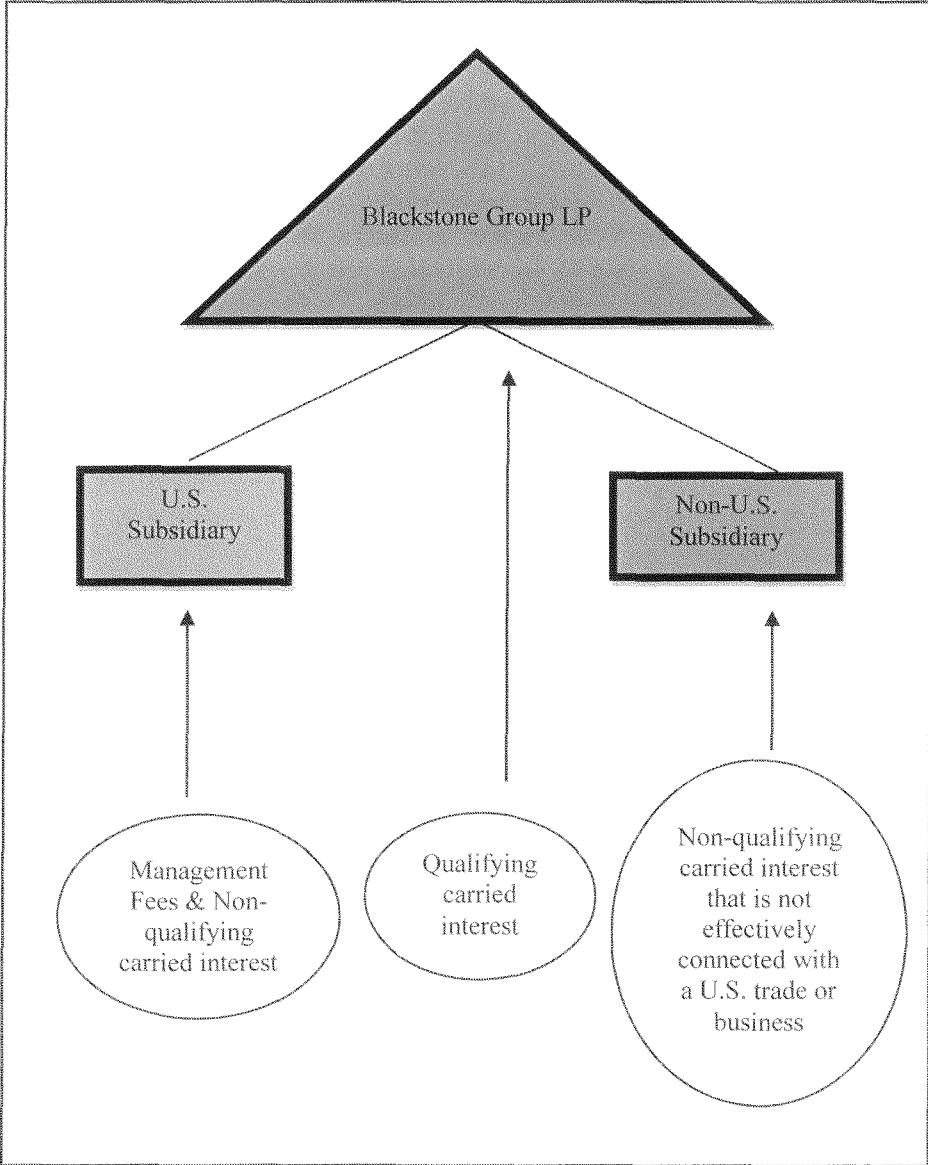 Blackstone Group LP
U.S.
Subsidiary
Non-U.S.
Subsidiary
Management
Fees & Non-
qualifying
carried interest
Qualifying
carried
interest
Non-qualifying
carried interest
that is not
effectively
connected with
a U.S. trade or
business